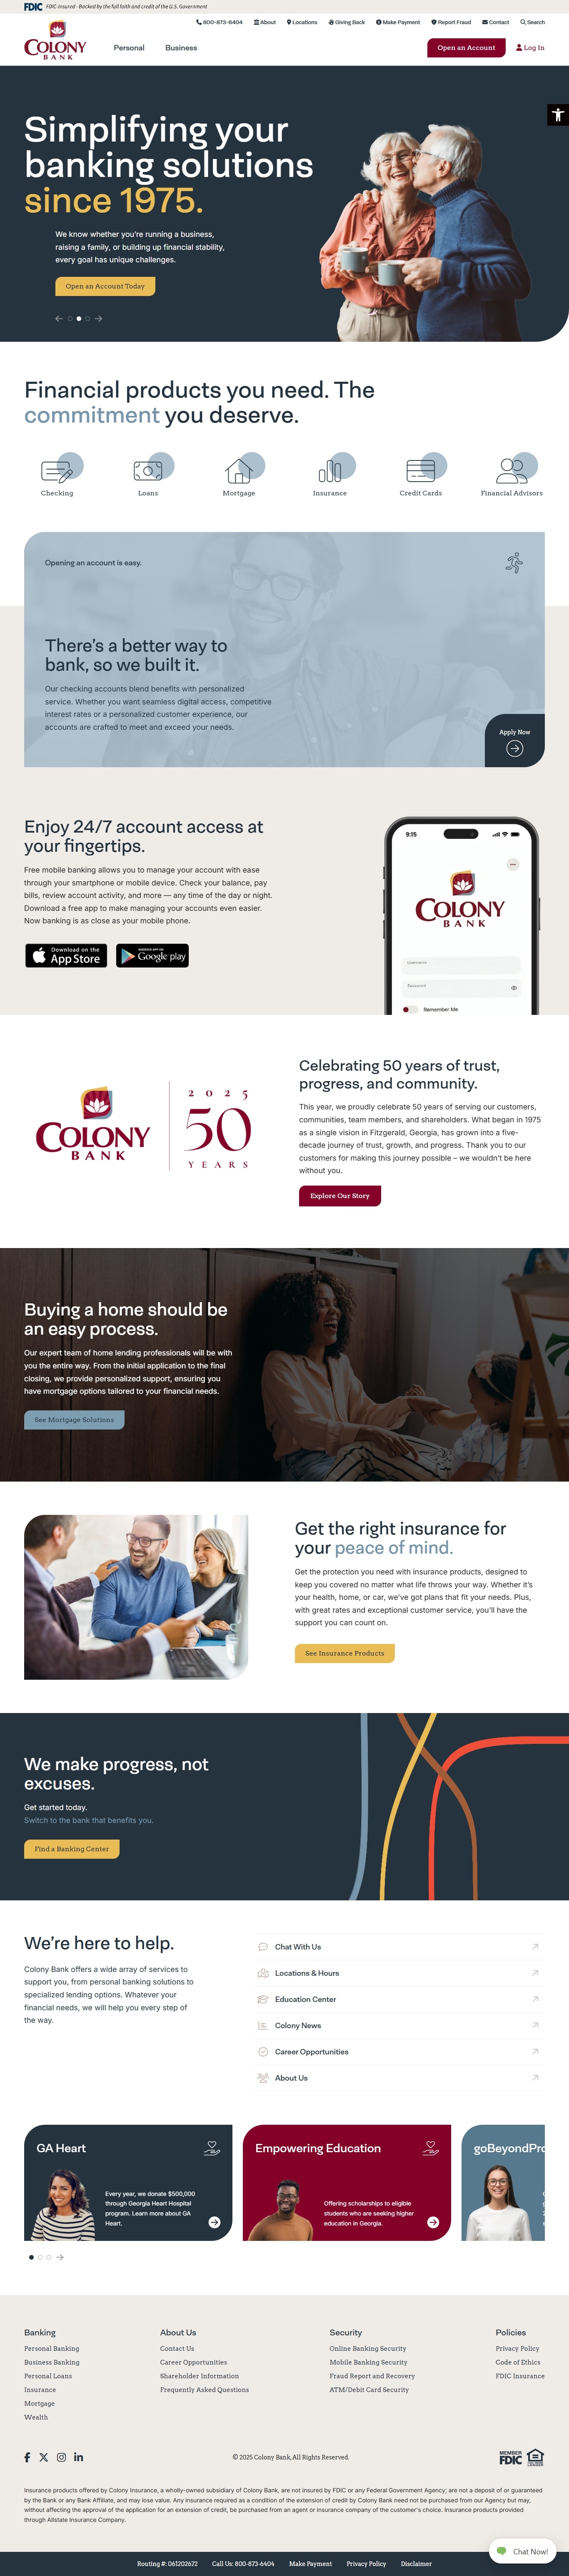 FDIC FDIC-Insured - Backed by the full faith and credit of the U.S. Government
800-873-6404 About Locations Giving Back Make Payment Report Fraud Contact Search
COLONY BANK
Personal Business
Open an Account Log In
Simplifying your
banking solutions
since 1975.
We know whether you're running a business,
raising a family, or building up financial stability,
every goal has unique challenges.
Open an Account Today
Financial products you need. The
commitment you deserve.
Checking Loans Mortgage Insurance Credit Cards Financial Advisors
Opening an account is easy.
There's a better way to
bank, so we built it.
Our checking accounts blend benefits with personalized
service. Whether you want seamless digital access, competitive
interest rates or a personalized customer experience, our
accounts are crafted to meet and exceed your needs.
Apply Now
Enjoy 24/7 account access at
your fingertips.
Free mobile banking allows you to manage your account with ease
through your smartphone or mobile device. Check your balance, pay
bills, review account activity, and more — any time of the day or night.
Download a free app to make managing your accounts even easier.
Now banking is as close as your mobile phone.
Download on the
App Store
ANDROID APP ON
Google play
9:15
COLONY
BANK
Username
Password
Remember Me
COLONY
BANK
2025
50
YEARS
Celebrating 50 years of trust,
progress, and community.
This year, we proudly celebrate 50 years of serving our customers,
communities, team members, and shareholders. What began in 1975
as a single vision in Fitzgerald, Georgia, has grown into a five-
decade journey of trust, growth, and progress. Thank you to our
customers for making this journey possible – we wouldn't be here
without you.
Explore Our Story
Buying a home should be
an easy process.
Our expert team of home lending professionals will be with
you the entire way. From the initial application to the final
closing, we provide personalized support, ensuring you
have mortgage options tailored to your financial needs.
See Mortgage Solutions
Get the right insurance for
your peace of mind.
Get the protection you need with insurance products, designed to
keep you covered no matter what life throws your way. Whether it's
your health, home, or car, we've got plans that fit your needs. Plus,
with great rates and exceptional customer service, you'll have the
support you can count on.
See Insurance Products
We make progress, not
excuses.
Get started today.
Switch to the bank that benefits you.
Find a Banking Center
We're here to help.
Colony Bank offers a wide array of services to
support you, from personal banking solutions to
specialized lending options. Whatever your
financial needs, we will help you every step of
the way.
Chat With Us
Locations & Hours
Education Center
Colony News
Career Opportunities
About Us
GA Heart
Every year, we donate $500,000
through Georgia Heart Hospital
program. Learn more about GA
Heart.
Empowering Education
Offering scholarships to eligible
students who are seeking higher
education in Georgia.
goBeyondPro
Banking
Personal Banking
Business Banking
Personal Loans
Insurance
Mortgage
Wealth
About Us
Contact Us
Career Opportunities
Shareholder Information
Frequently Asked Questions
Security
Online Banking Security
Mobile Banking Security
Fraud Report and Recovery
ATM/Debit Card Security
Policies
Privacy Policy
Code of Ethics
FDIC Insurance
© 2025 Colony Bank, All Rights Reserved.
MEMBER
FDIC
Insurance products offered by Colony Insurance, a wholly-owned subsidiary of Colony Bank, are not insured by FDIC or any Federal Government Agency; are not a deposit of or guaranteed
by the Bank or any Bank Affiliate, and may lose value. Any insurance required as a condition of the extension of credit by Colony Bank need not be purchased from our Agency but may,
without affecting the approval of the application for an extension of credit, be purchased from an agent or insurance company of the customer's choice. Insurance products provided
through Allstate Insurance Company.
Routing #: 061202672 Call Us: 800-873-6404 Make Payment Privacy Policy Disclaimer
Chat Now!